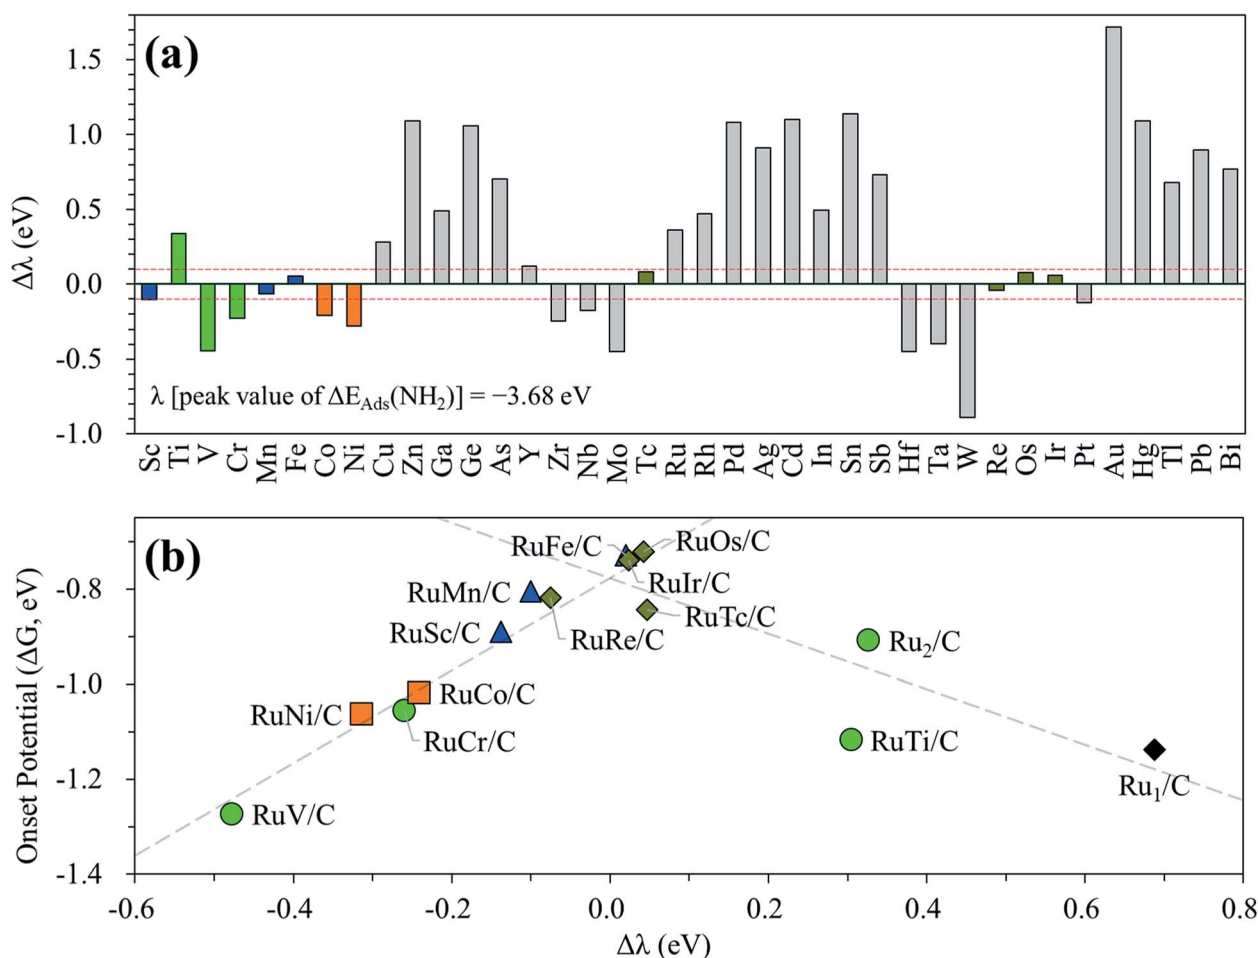 (a)
1.5
1.0
0.5
0.0
-0.5
-1.0
Δλ (eV)
λ [peak value of ΔE_Ads(NH₂)] = −3.68 eV
Sc Ti V Cr Mn Fe Co Ni Cu Zn Ga Ge As Y Zr Nb Mo Tc Ru Rh Pd Ag Cd In Sn Sb Hf Ta W Re Os Ir Pt Au Hg Tl Pb Bi
(b)
Onset Potential (ΔG, eV)
-0.8
-1.0
-1.2
-1.4
RuFe/C
RuOs/C
RuIr/C
RuMn/C
RuTc/C
RuSc/C
RuRe/C
Ru₂/C
RuCo/C
RuNi/C
RuCr/C
RuTi/C
Ru₁/C
RuV/C
-0.6 -0.4 -0.2 0.0 0.2 0.4 0.6 0.8
Δλ (eV)